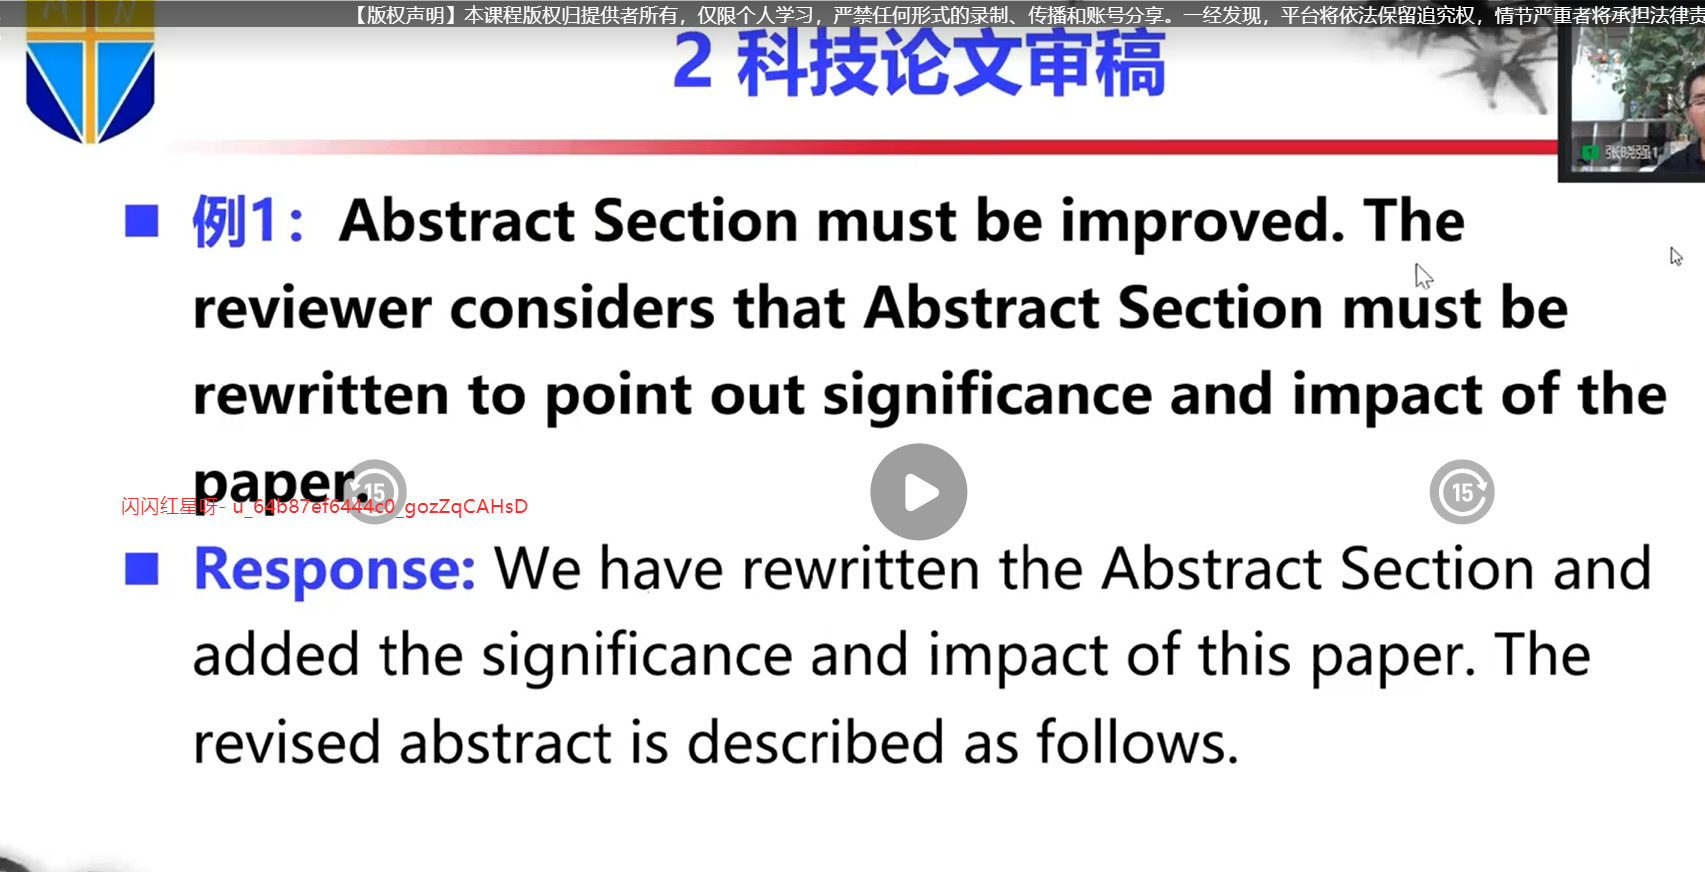 【版权声明】本课程版权归提供者所有，仅限个人学习，严禁任何形式的录制、传播和账号分享。一经发现，平台将依法保留追究权，情节严重者将承担法律责
2 科技论文审稿
张晓强1
例1：Abstract Section must be improved. The
reviewer considers that Abstract Section must be
rewritten to point out significance and impact of the
paper.
15
15
闪闪红星呀- u_64b87ef6444c0_gozZqCAHsD
Response: We have rewritten the Abstract Section and
added the significance and impact of this paper. The
revised abstract is described as follows.